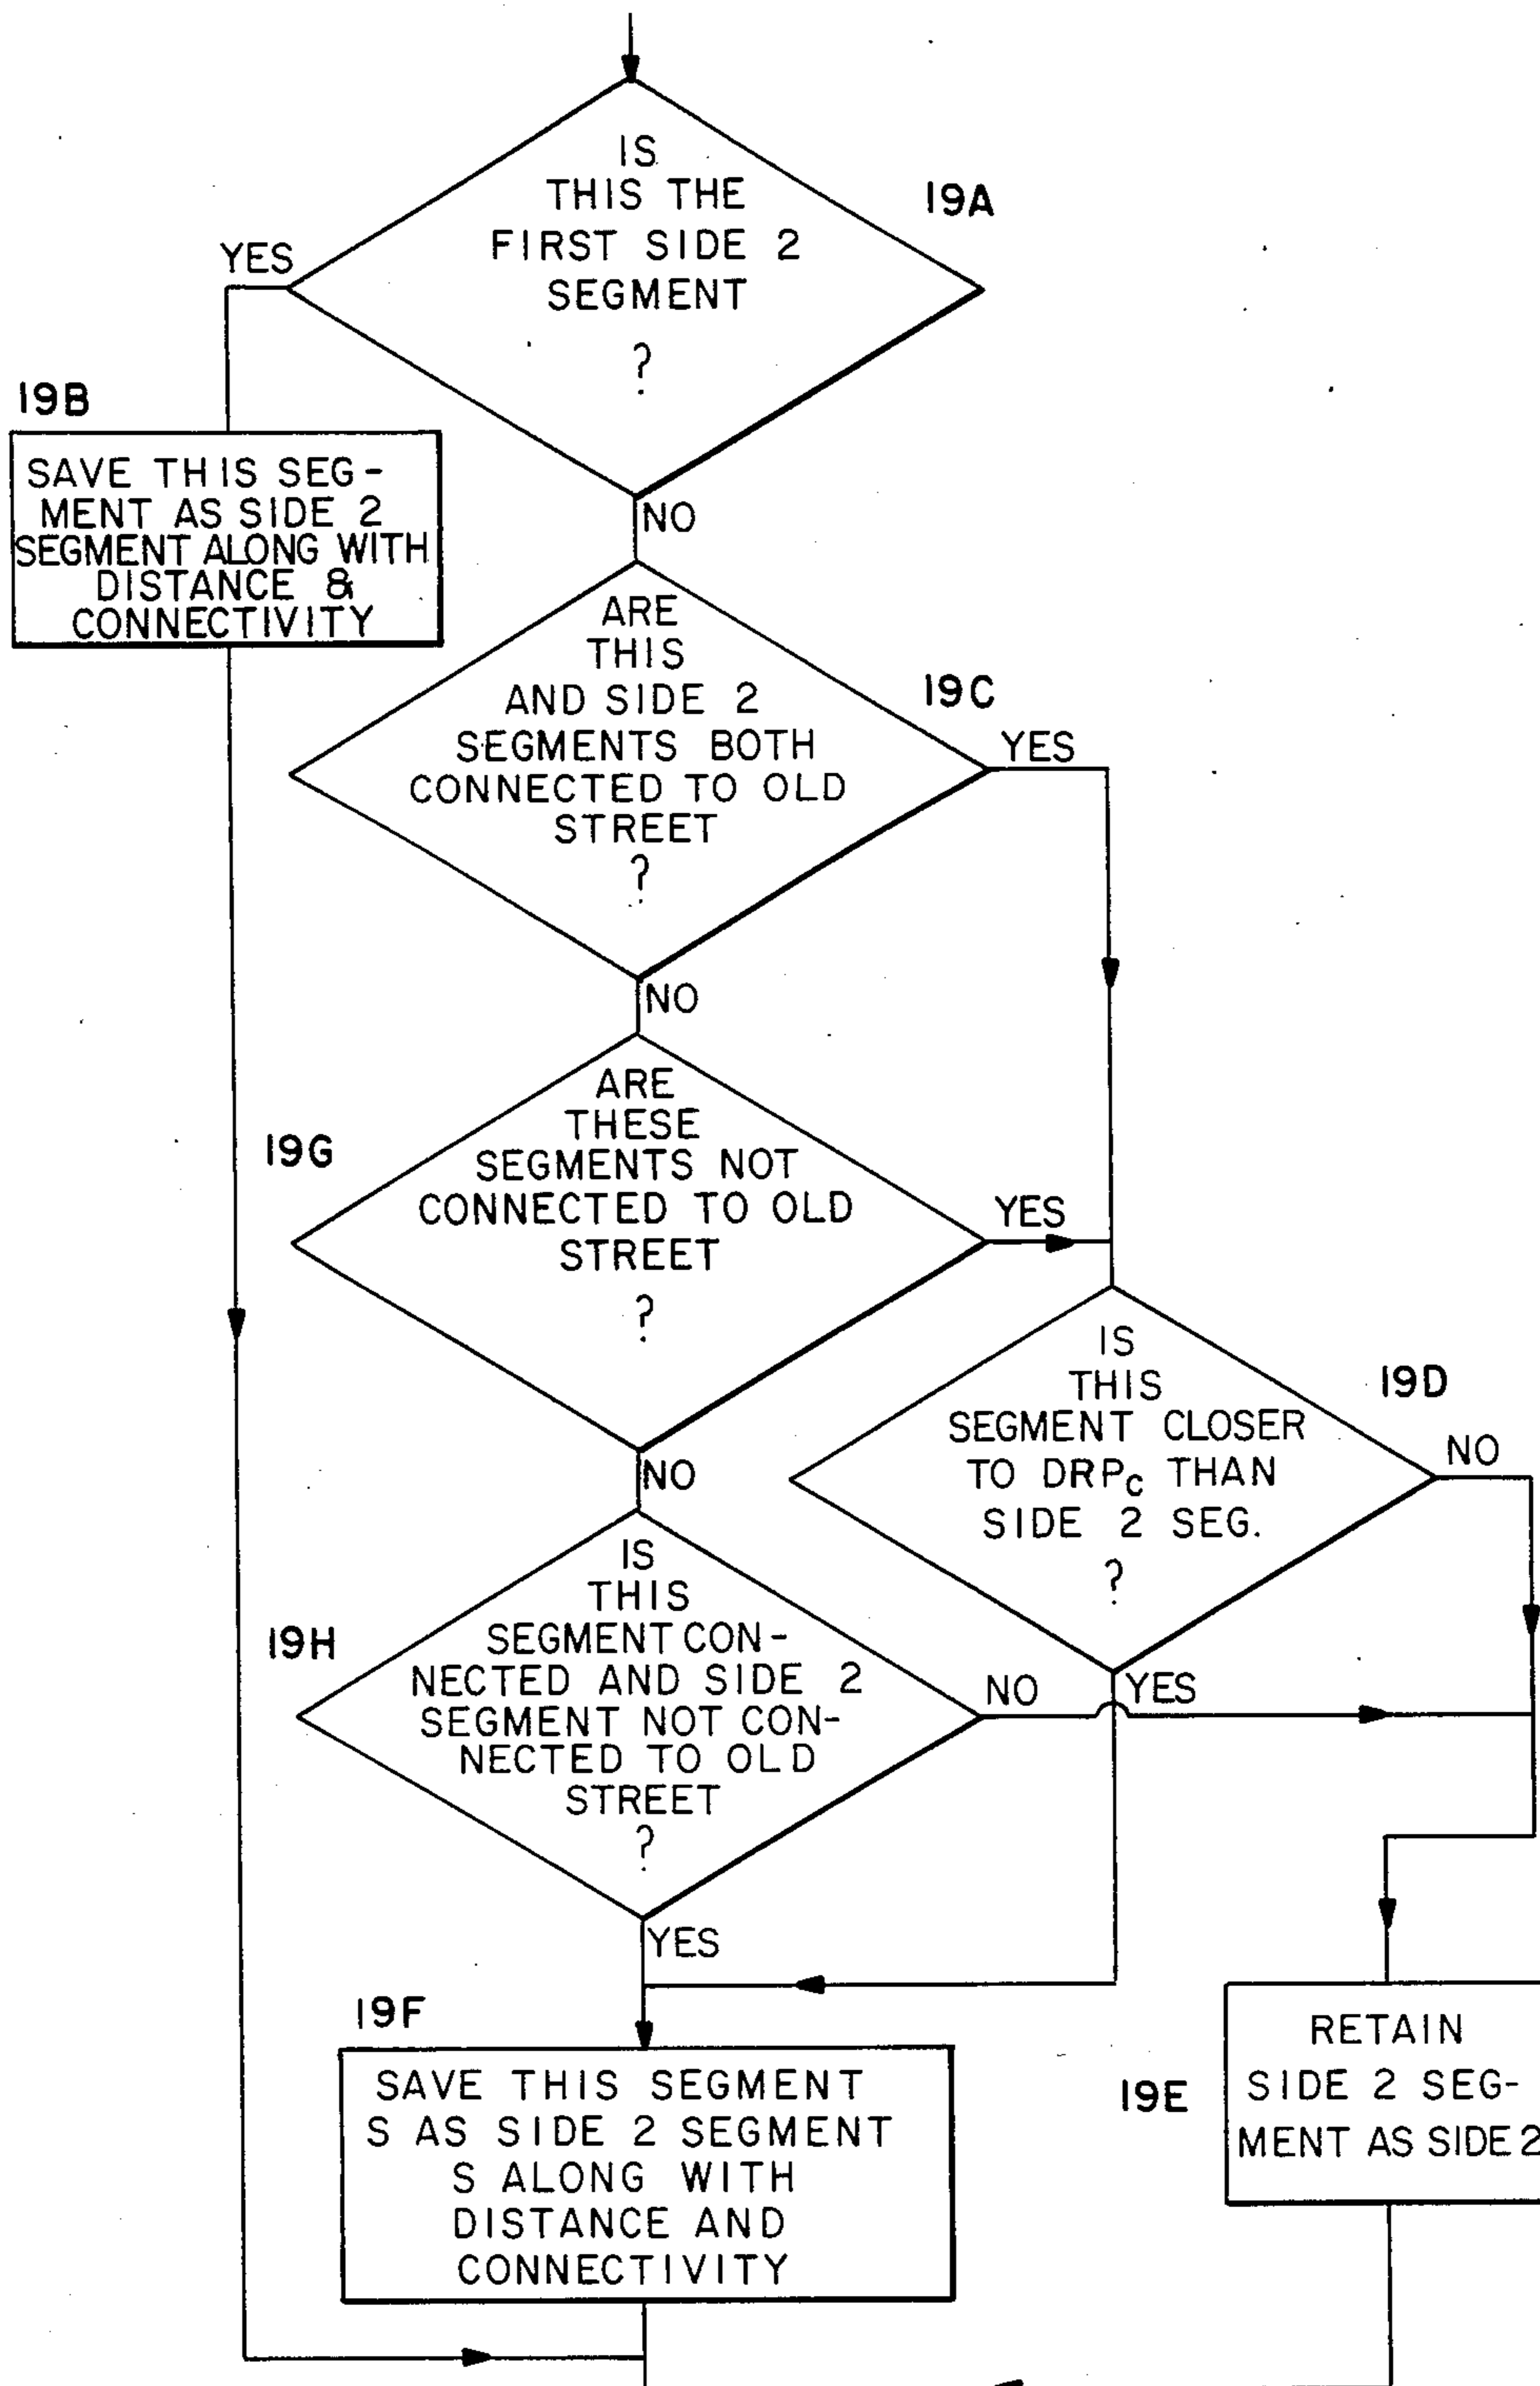 IS
THIS THE
FIRST SIDE 2
SEGMENT
?
19A
YES
NO
19B
SAVE THIS SEG-
MENT AS SIDE 2
SEGMENT ALONG WITH
DISTANCE &
CONNECTIVITY
ARE
THIS
AND SIDE 2
SEGMENTS BOTH
CONNECTED TO OLD
STREET
?
19C
YES
NO
ARE
THESE
SEGMENTS NOT
CONNECTED TO OLD
STREET
?
19G
YES
NO
IS
THIS
SEGMENT CLOSER
TO DRPc THAN
SIDE 2 SEG.
?
19D
NO
YES
IS
THIS
SEGMENT CON-
NECTED AND SIDE 2
SEGMENT NOT CON-
NECTED TO OLD
STREET
?
19H
NO
YES
19F
SAVE THIS SEGMENT
S AS SIDE 2 SEGMENT
S ALONG WITH
DISTANCE AND
CONNECTIVITY
19E
RETAIN
SIDE 2 SEG-
MENT AS SIDE 2